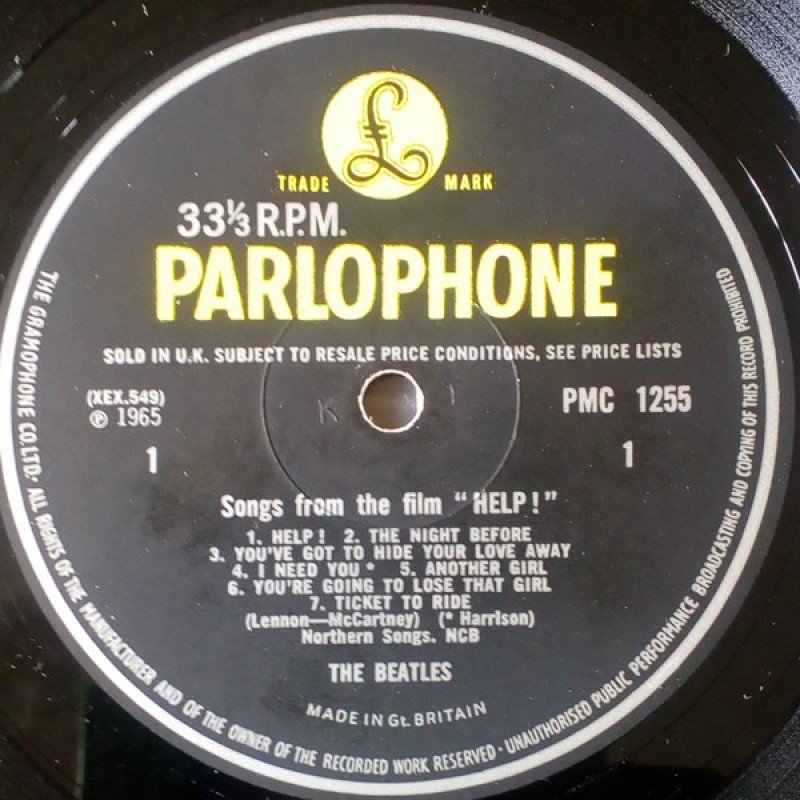 £
TRADE MARK
33⅓ R.P.M.
PARLOPHONE
SOLD IN U.K. SUBJECT TO RESALE PRICE CONDITIONS, SEE PRICE LISTS
(XEX.549)
℗ 1965
PMC 1255
1
1
K T
Songs from the film "HELP!"
1. HELP! 2. THE NIGHT BEFORE
3. YOU'VE GOT TO HIDE YOUR LOVE AWAY
4. I NEED YOU * 5. ANOTHER GIRL
6. YOU'RE GOING TO LOSE THAT GIRL
7. TICKET TO RIDE
(Lennon—McCartney) (* Harrison)
Northern Songs. NCB
THE BEATLES
MADE IN Gt. BRITAIN
THE GRAMOPHONE CO. LTD. ALL RIGHTS OF THE MANUFACTURER AND OF THE OWNER OF THE RECORDED WORK RESERVED · UNAUTHORISED PUBLIC PERFORMANCE BROADCASTING AND COPYING OF THIS RECORD PROHIBITED